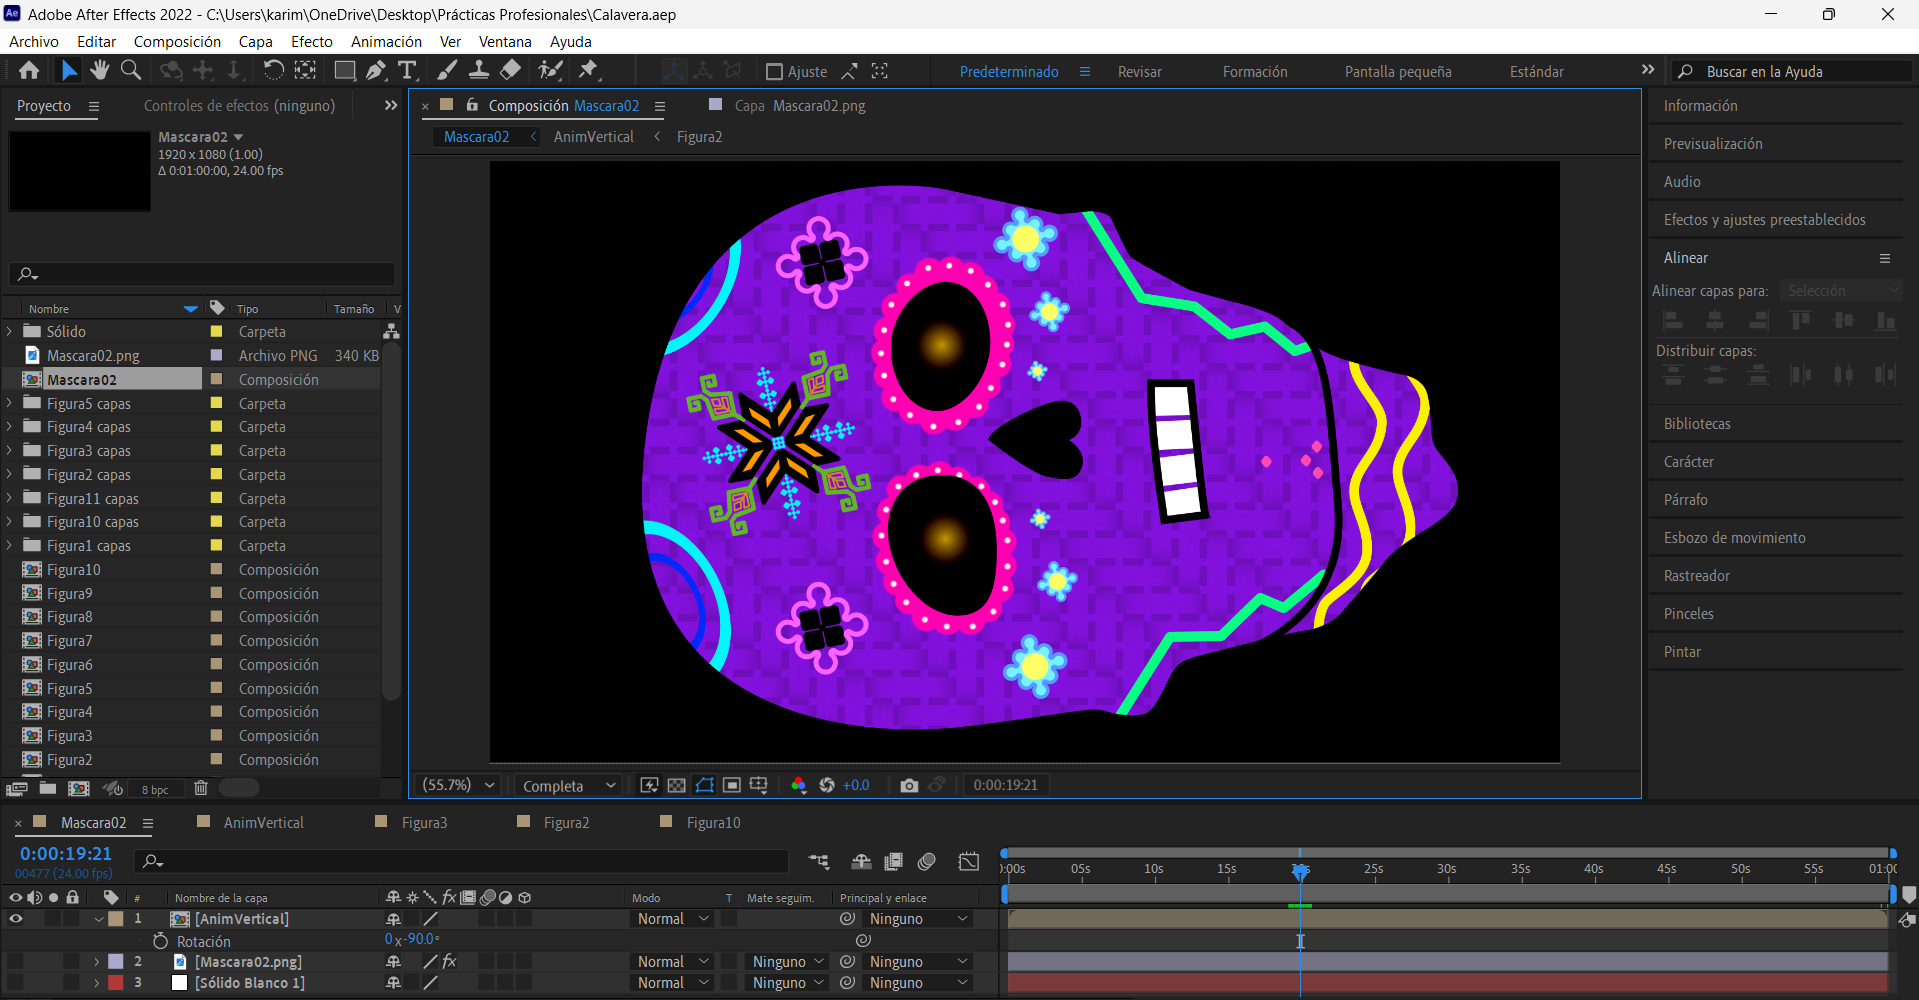 Ae Adobe After Effects 2022 - C:\Users\karim\OneDrive\Desktop\Prácticas Profesionales\Calavera.aep
Archivo Editar Composición Capa Efecto Animación Ver Ventana Ayuda
Ajuste Predeterminado Revisar Formación Pantalla pequeña Estándar Buscar en la Ayuda
Proyecto Controles de efectos (ninguno)
Composición Mascara02 Capa Mascara02.png
Mascara02 AnimVertical Figura2
Mascara02
1920 x 1080 (1.00)
Δ 0:01:00:00, 24.00 fps
Nombre Tipo Tamaño V
Sólido Carpeta
Mascara02.png Archivo PNG 340 KB
Mascara02 Composición
Figura5 capas Carpeta
Figura4 capas Carpeta
Figura3 capas Carpeta
Figura2 capas Carpeta
Figura11 capas Carpeta
Figura10 capas Carpeta
Figura1 capas Carpeta
Figura10 Composición
Figura9 Composición
Figura8 Composición
Figura7 Composición
Figura6 Composición
Figura5 Composición
Figura4 Composición
Figura3 Composición
Figura2 Composición
8 bpc
(55.7%) Completa +0.0 0:00:19:21
Información
Previsualización
Audio
Efectos y ajustes preestablecidos
Alinear
Alinear capas para: Selección
Distribuir capas:
Bibliotecas
Carácter
Párrafo
Esbozo de movimiento
Rastreador
Pinceles
Pintar
Mascara02 AnimVertical Figura3 Figura2 Figura10
0:00:19:21
00477 (24.00 fps)
):00s 05s 10s 15s 20s 25s 30s 35s 40s 45s 50s 55s 01:00
# Nombre de la capa fx Modo T Mate seguim. Principal y enlace
1 [AnimVertical] Normal Ninguno
Rotación 0x-90.0°
2 [Mascara02.png] fx Normal Ninguno Ninguno
3 [Sólido Blanco 1] Normal Ninguno Ninguno